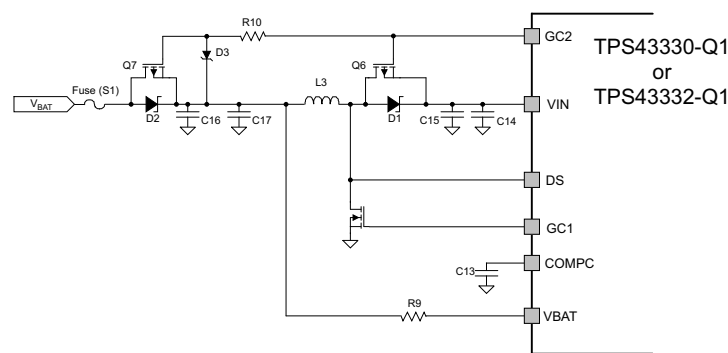 R10
GC2
TPS43330-Q1
or
TPS43332-Q1
Q7
D3
Q6
Fuse (S1)
L3
VBAT
VIN
D2
C16
C17
D1
C15
C14
DS
GC1
C13
COMPC
R9
VBAT